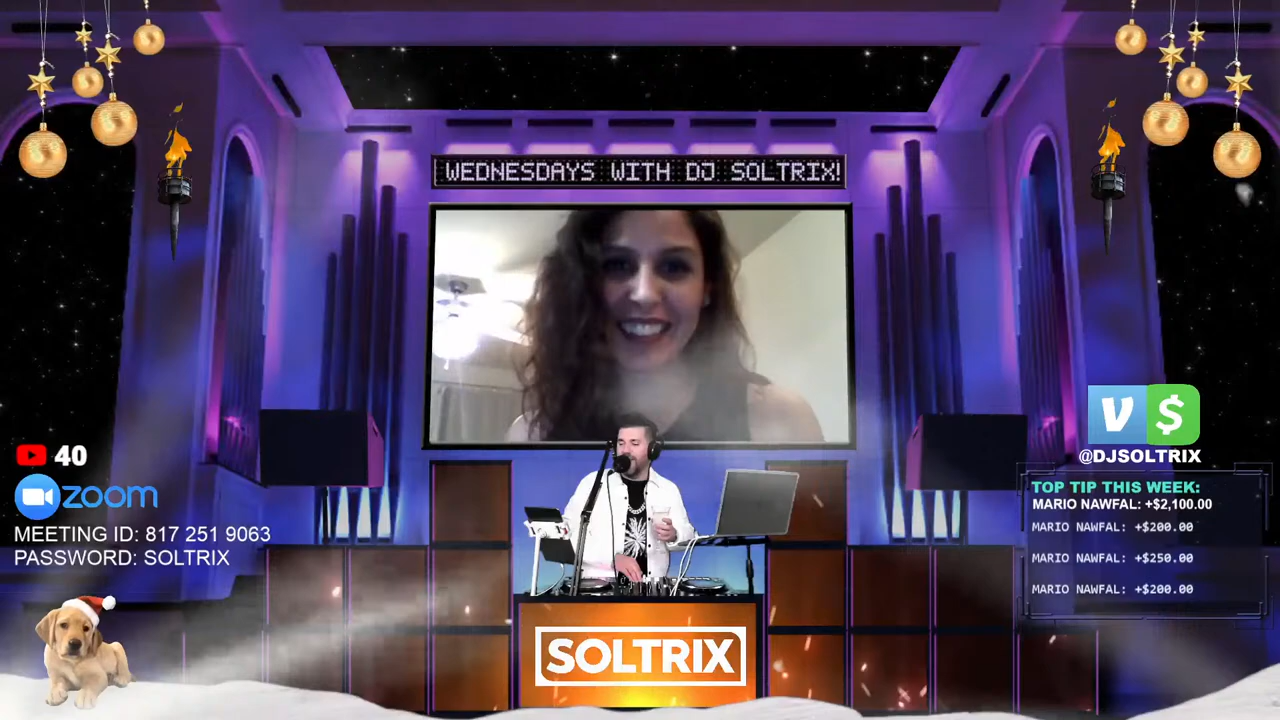 WEDNESDAYS WITH DJ SOLTRIX!
40
zoom
MEETING ID: 817 251 9063
PASSWORD: SOLTRIX
V $
@DJSOLTRIX
TOP TIP THIS WEEK:
MARIO NAWFAL: +$2,100.00
MARIO NAWFAL: +$200.00
MARIO NAWFAL: +$250.00
MARIO NAWFAL: +$200.00
SOLTRIX